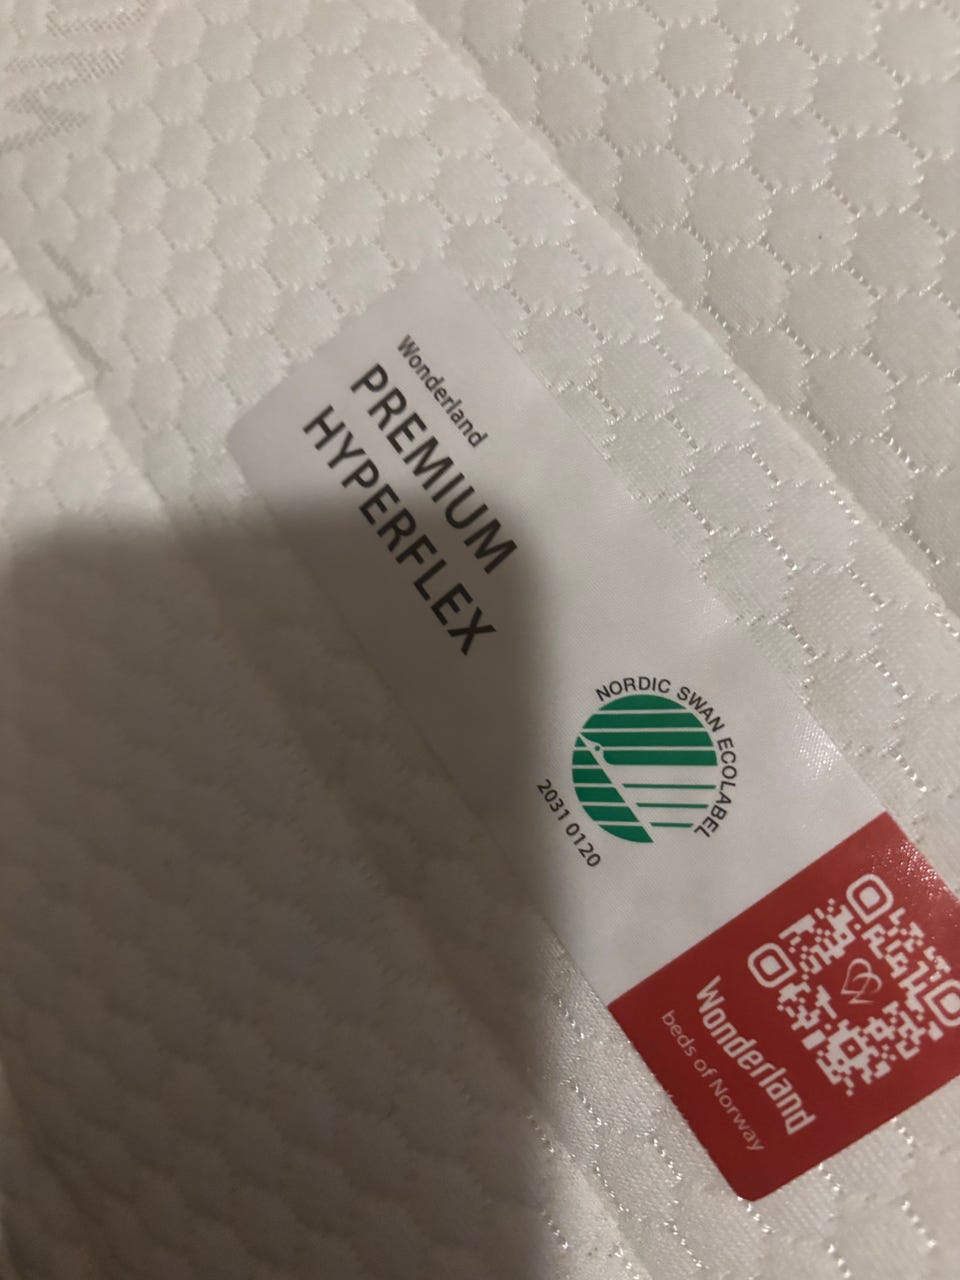 Wonderland
PREMIUM
HYPERFLEX
NORDIC SWAN ECOLABEL
2031 0120
Wonderland
beds of Norway